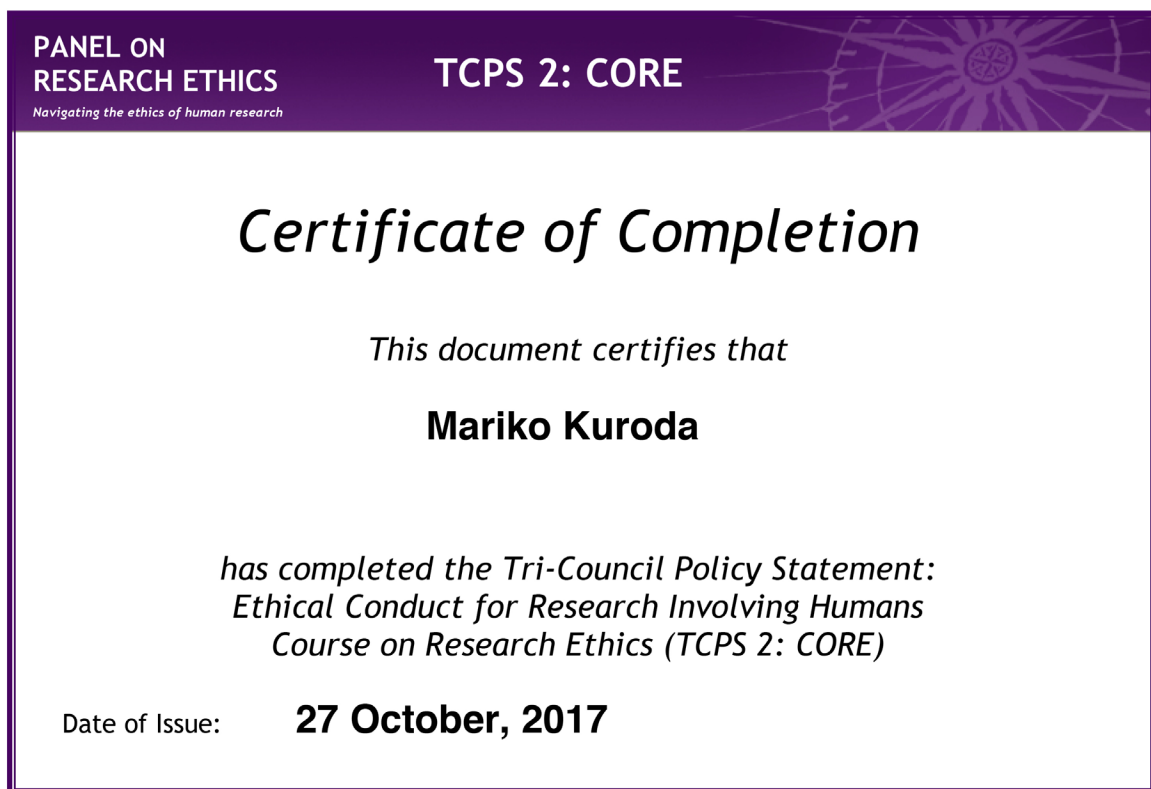 PANEL ON
RESEARCH ETHICS
Navigating the ethics of human research
TCPS 2: CORE
Certificate of Completion
This document certifies that
Mariko Kuroda
has completed the Tri-Council Policy Statement:
Ethical Conduct for Research Involving Humans
Course on Research Ethics (TCPS 2: CORE)
Date of Issue: 27 October, 2017